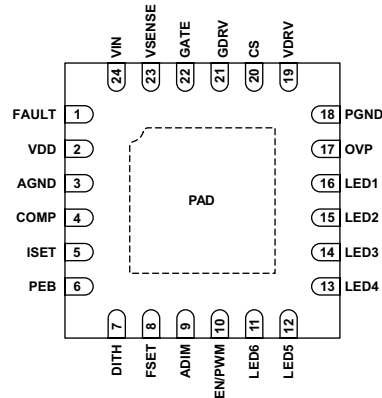 VIN VSENSE GATE GDRV CS VDRV
24 23 22 21 20 19
FAULT 1 18 PGND
VDD 2 17 OVP
AGND 3 16 LED1
PAD
COMP 4 15 LED2
ISET 5 14 LED3
PEB 6 13 LED4
7 8 9 10 11 12
DITH FSET ADIM EN/PWM LED6 LED5